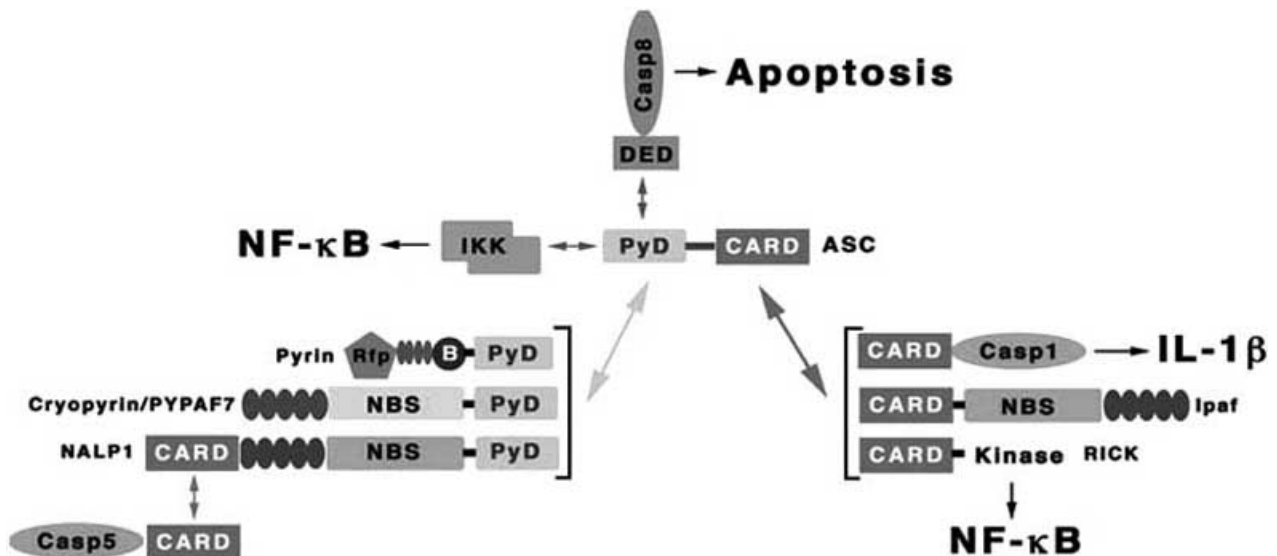 Casp8
Apoptosis
DED
NF-κB
IKK
PyD
CARD
ASC
Pyrin
Rfp
B
PyD
CARD
Casp1
IL-1β
Cryopyrin/PYPAF7
NBS
PyD
CARD
NBS
Ipaf
NALP1
CARD
NBS
PyD
CARD
Kinase
RICK
Casp5
CARD
NF-κB